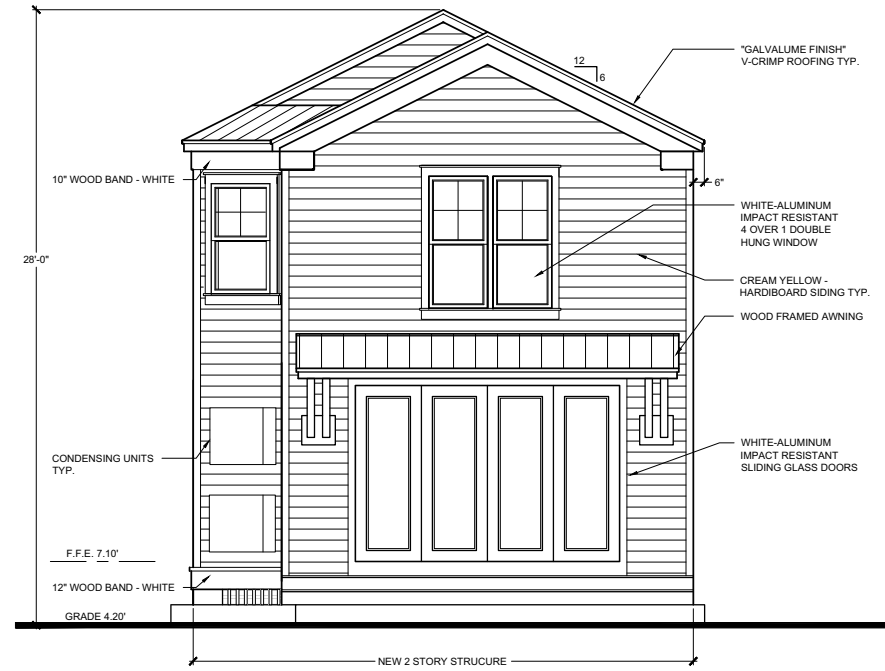 "GALVALUME FINISH"
V-CRIMP ROOFING TYP.
12
6
10" WOOD BAND - WHITE
6"
WHITE-ALUMINUM
IMPACT RESISTANT
4 OVER 1 DOUBLE
HUNG WINDOW
28'-0"
CREAM YELLOW -
HARDIBOARD SIDING TYP.
WOOD FRAMED AWNING
WHITE-ALUMINUM
IMPACT RESISTANT
SLIDING GLASS DOORS
CONDENSING UNITS
TYP.
F.F.E. 7.10'
12" WOOD BAND - WHITE
GRADE 4.20'
NEW 2 STORY STRUCURE